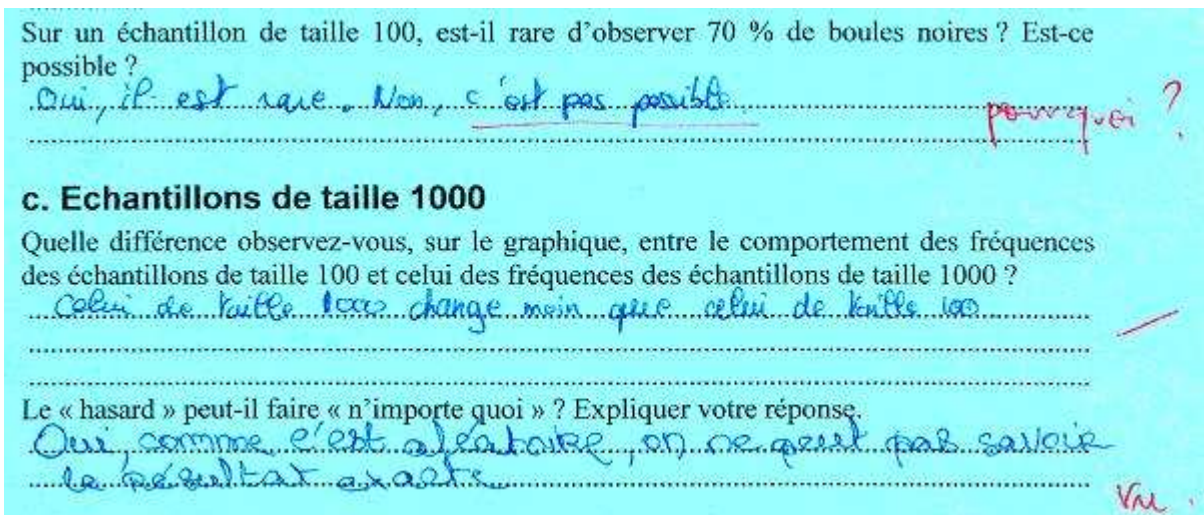 Sur un échantillon de taille 100, est-il rare d'observer 70 % de boules noires ? Est-ce
possible ?
Oui, il est rare. Non, c'est pas possible.
pourquoi ?
c. Echantillons de taille 1000
Quelle différence observez-vous, sur le graphique, entre le comportement des fréquences
des échantillons de taille 100 et celui des fréquences des échantillons de taille 1000 ?
Celui de taille 1000 change moin que celui de taille 100
Le « hasard » peut-il faire « n'importe quoi » ? Expliquer votre réponse.
Oui, comme c'est aléatoire, on ne peut pas savoir
le résultat exacte
Vu.